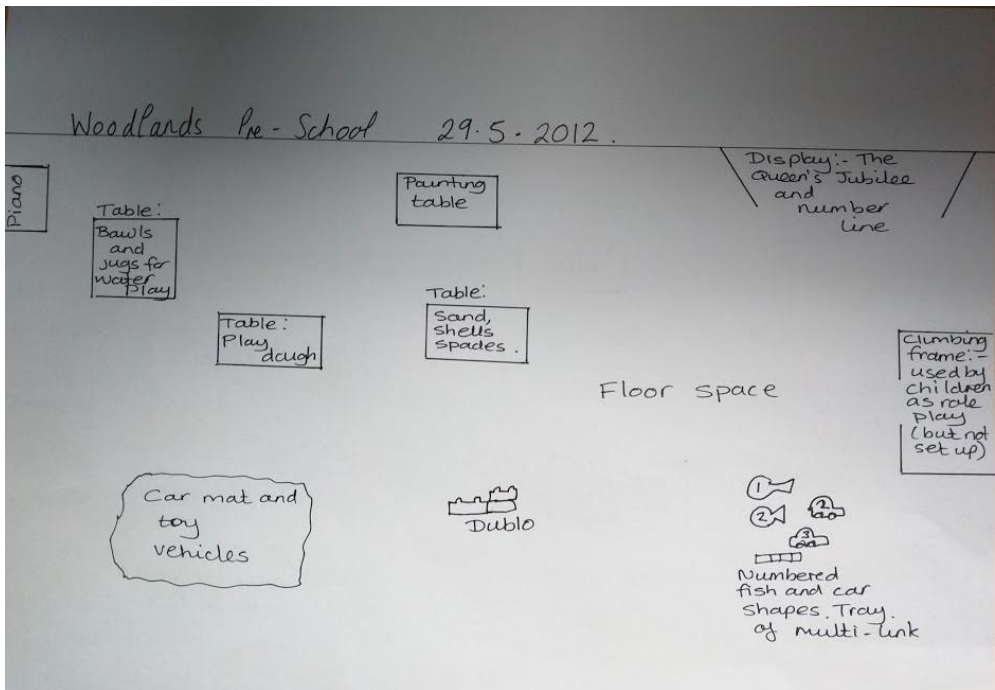 Woodlands Pre-School 29.5.2012.
Piano
Table:
Bawls
and
jugs for
water
play
Painting
table
Display:- The
Queen's Jubilee
and
number
line
Table:
Play
dough
Table:
Sand,
Shells
spades.
Floor space
Climbing
frame:-
used by
children
as role
play
(but not
set up)
Car mat and
toy
vehicles
Dublo
1
2
2
3
Numbered
fish and car
shapes. Tray.
of multi-link